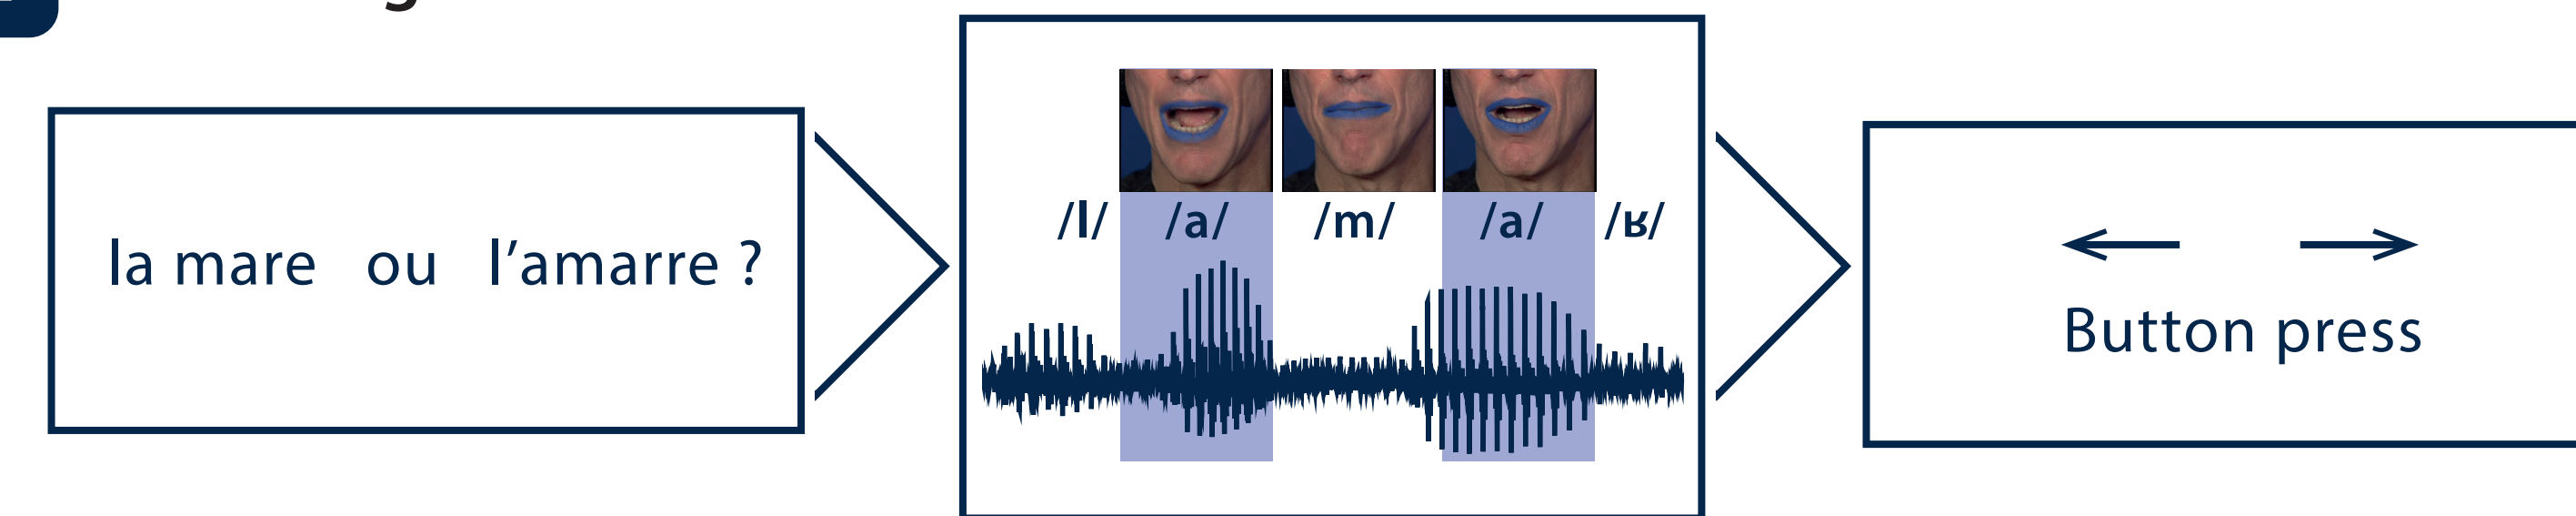 la mare ou l’amarre ?
/l/ /a/ /m/ /a/ /ʁ/
Button press